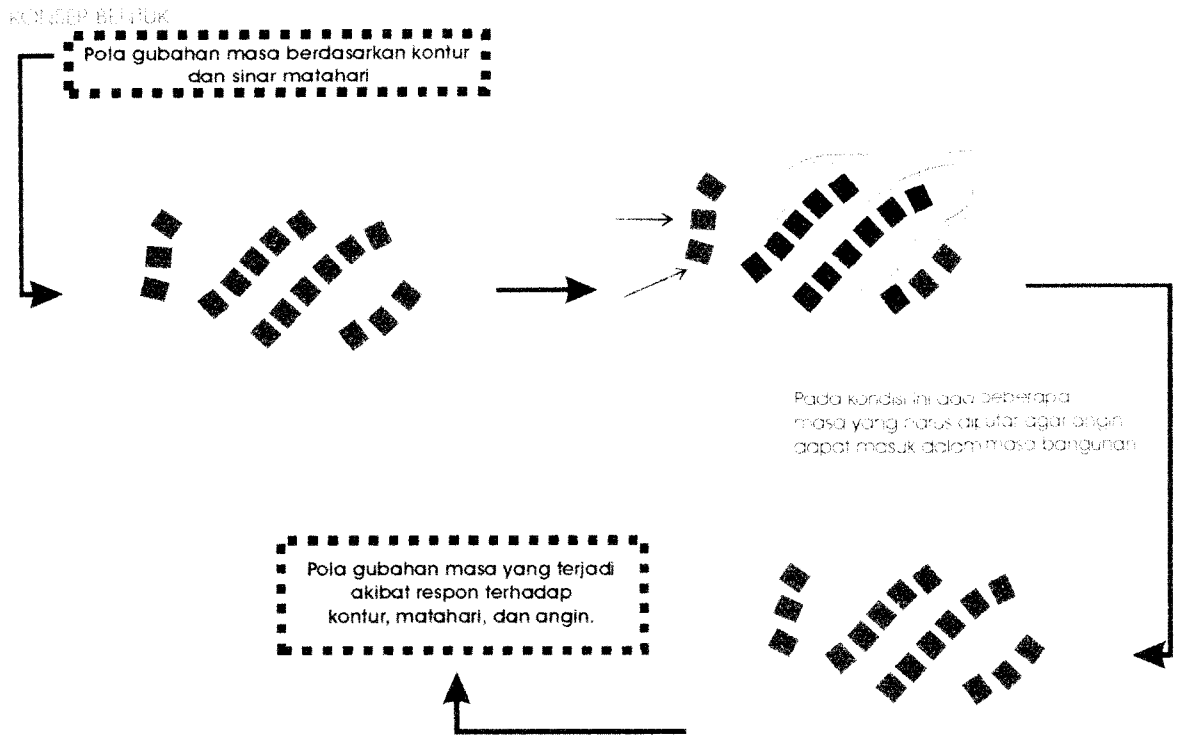 KONSEP BENTUK
Pola gubahan masa berdasarkan kontur
dan sinar matahari
Pada kondisi ini ada beberapa
masa yang harus diputar agar angin
dapat masuk dalam masa bangunan
Pola gubahan masa yang terjadi
akibat respon terhadap
kontur, matahari, dan angin.